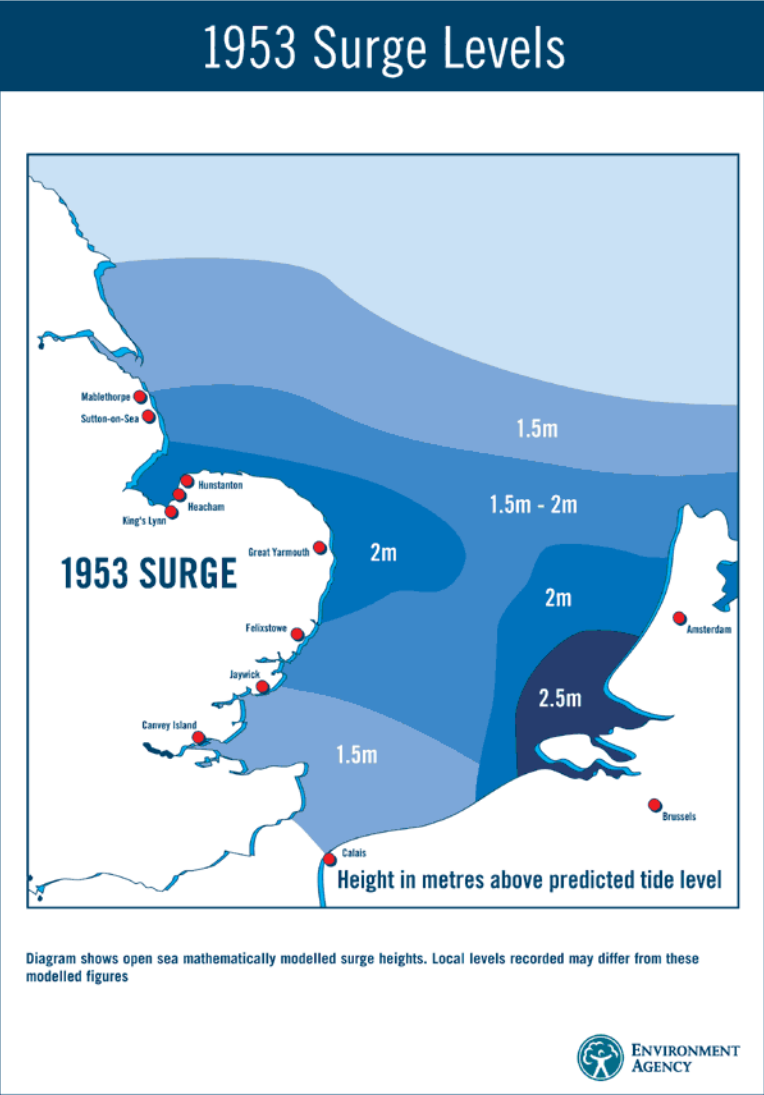 1953 Surge Levels
1.5m
Mablethorpe
Sutton-on-Sea
1.5m - 2m
Hunstanton
Heacham
King's Lynn
Great Yarmouth
2m
1953 SURGE
2m
Felixstowe
Amsterdam
Jaywick
2.5m
Canvey Island
1.5m
Brussels
Calais
Height in metres above predicted tide level
Diagram shows open sea mathematically modelled surge heights. Local levels recorded may differ from these
modelled figures
ENVIRONMENT
AGENCY